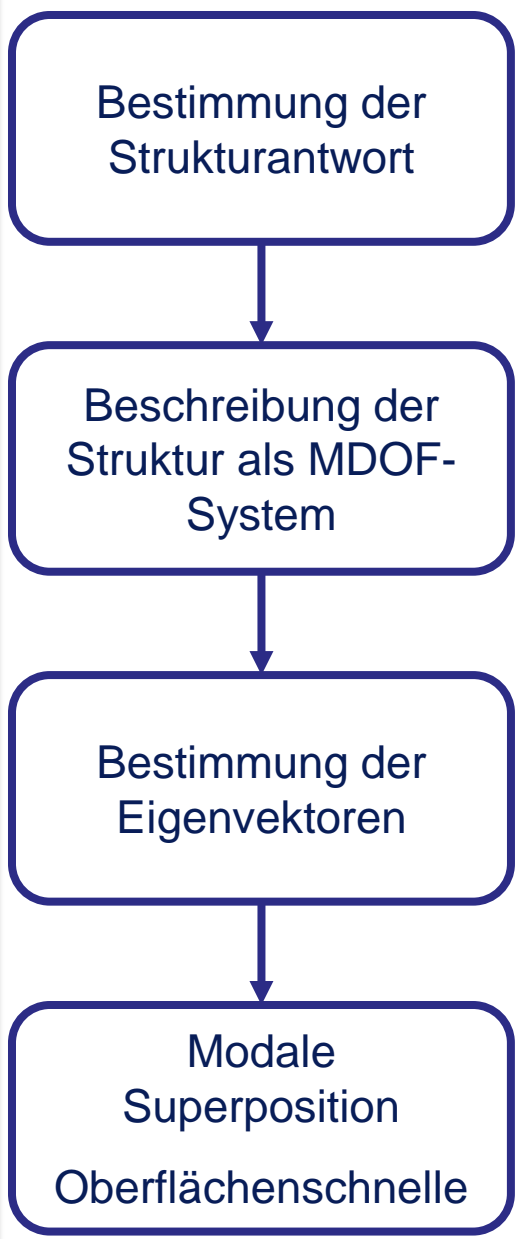 Bestimmung der
Strukturantwort
Beschreibung der
Struktur als MDOF-
System
Bestimmung der
Eigenvektoren
Modale
Superposition
Oberflächenschnelle